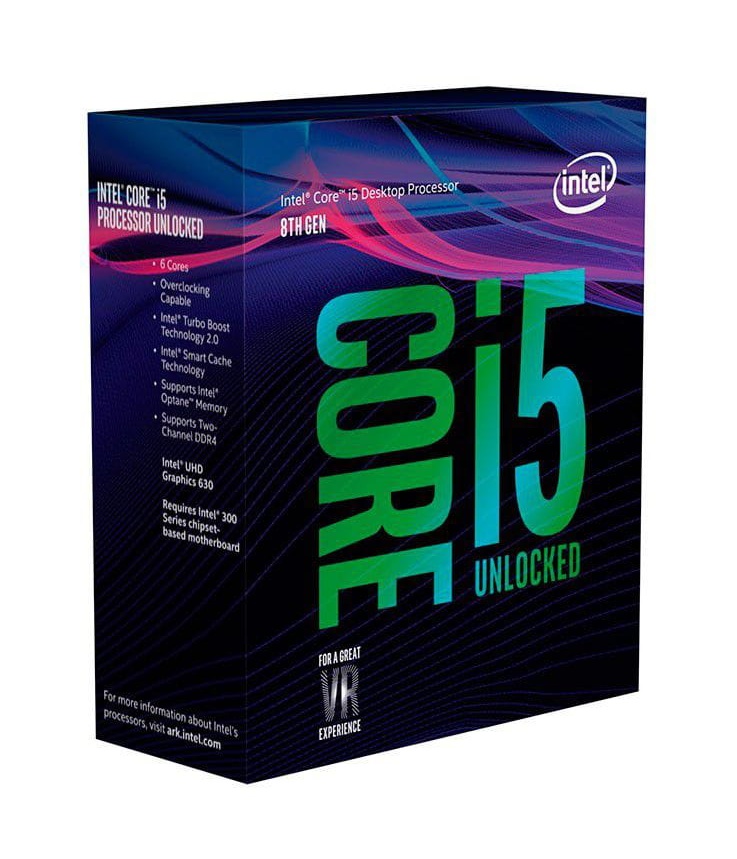 INTEL® CORE™ i5
PROCESSOR UNLOCKED
• 6 Cores
• Overclocking
Capable
• Intel® Turbo Boost
Technology 2.0
• Intel® Smart Cache
Technology
• Supports Intel®
Optane™ Memory
• Supports Two-
Channel DDR4
Intel® UHD
Graphics 630
Requires Intel® 300
Series chipset-
based motherboard
For more information about Intel's
processors, visit ark.intel.com
Intel® Core™ i5 Desktop Processor
8TH GEN
intel®
CORE
i5
UNLOCKED
FOR A GREAT
VR
EXPERIENCE